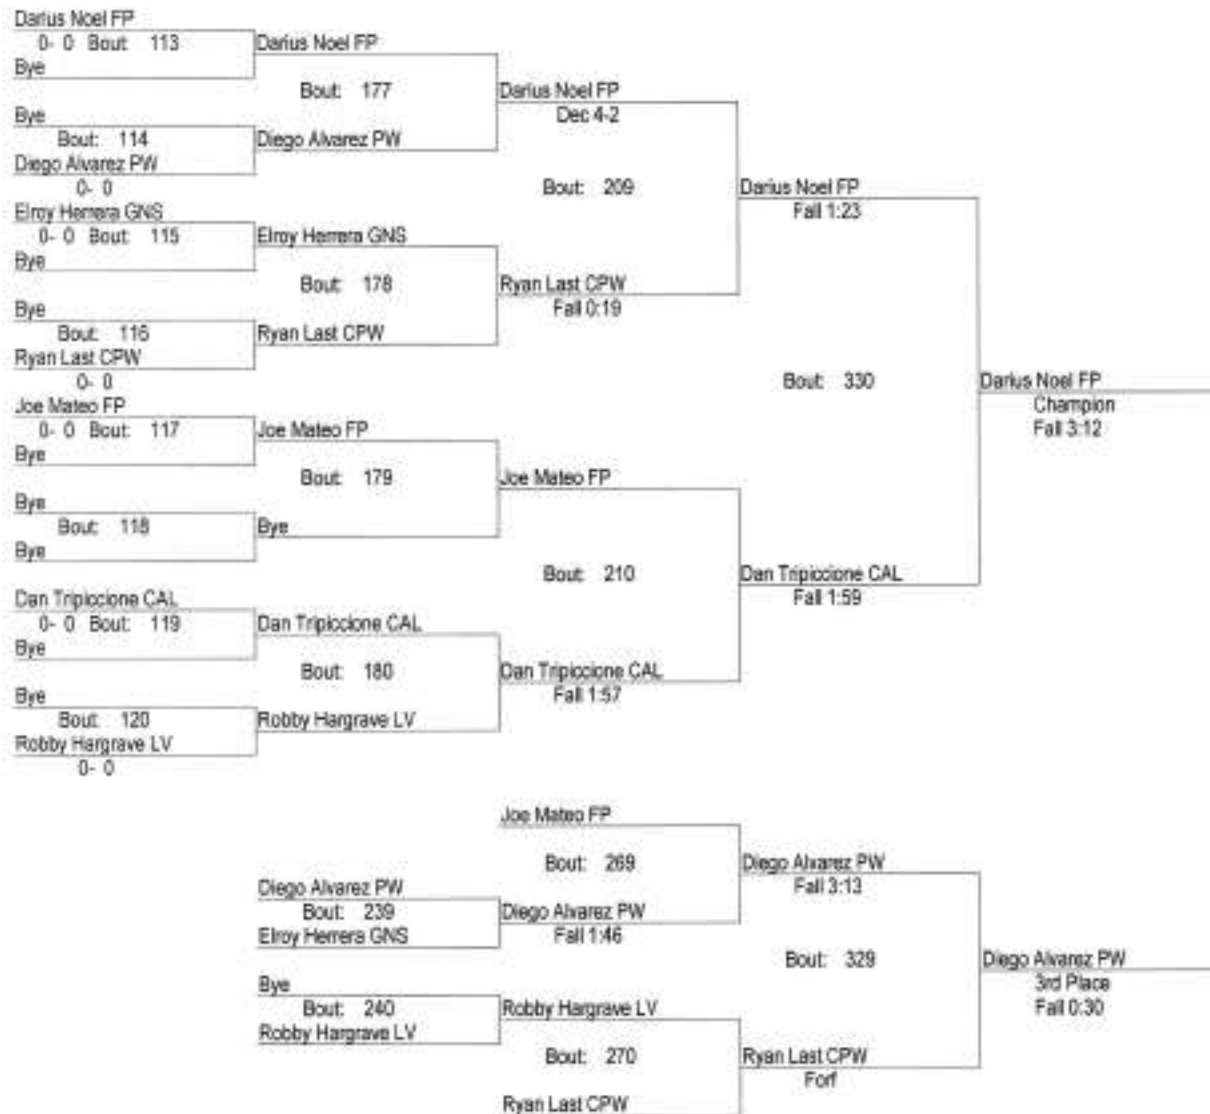 Darius Noel FP
0- 0 Bout: 113
Bye
Bye
Bout: 114
Diego Alvarez PW
0- 0
Elroy Herrera GNS
0- 0 Bout: 115
Bye
Bye
Bout: 116
Ryan Last CPW
0- 0
Joe Mateo FP
0- 0 Bout: 117
Bye
Bye
Bout: 118
Bye
Dan Tripiccione CAL
0- 0 Bout: 119
Bye
Bye
Bout: 120
Robby Hargrave LV
0- 0
Darius Noel FP
Bout: 177
Diego Alvarez PW
Elroy Herrera GNS
Bout: 178
Ryan Last CPW
Joe Mateo FP
Bout: 179
Bye
Dan Tripiccione CAL
Bout: 180
Robby Hargrave LV
Darius Noel FP
Dec 4-2
Bout: 209
Ryan Last CPW
Fall 0:19
Joe Mateo FP
Bout: 210
Dan Tripiccione CAL
Fall 1:57
Darius Noel FP
Fall 1:23
Bout: 330
Dan Tripiccione CAL
Fall 1:59
Darius Noel FP
Champion
Fall 3:12
Diego Alvarez PW
Bout: 239
Elroy Herrera GNS
Bye
Bout: 240
Robby Hargrave LV
Joe Mateo FP
Bout: 269
Diego Alvarez PW
Fall 1:46
Robby Hargrave LV
Bout: 270
Ryan Last CPW
Diego Alvarez PW
Fall 3:13
Bout: 329
Ryan Last CPW
Forf
Diego Alvarez PW
3rd Place
Fall 0:30